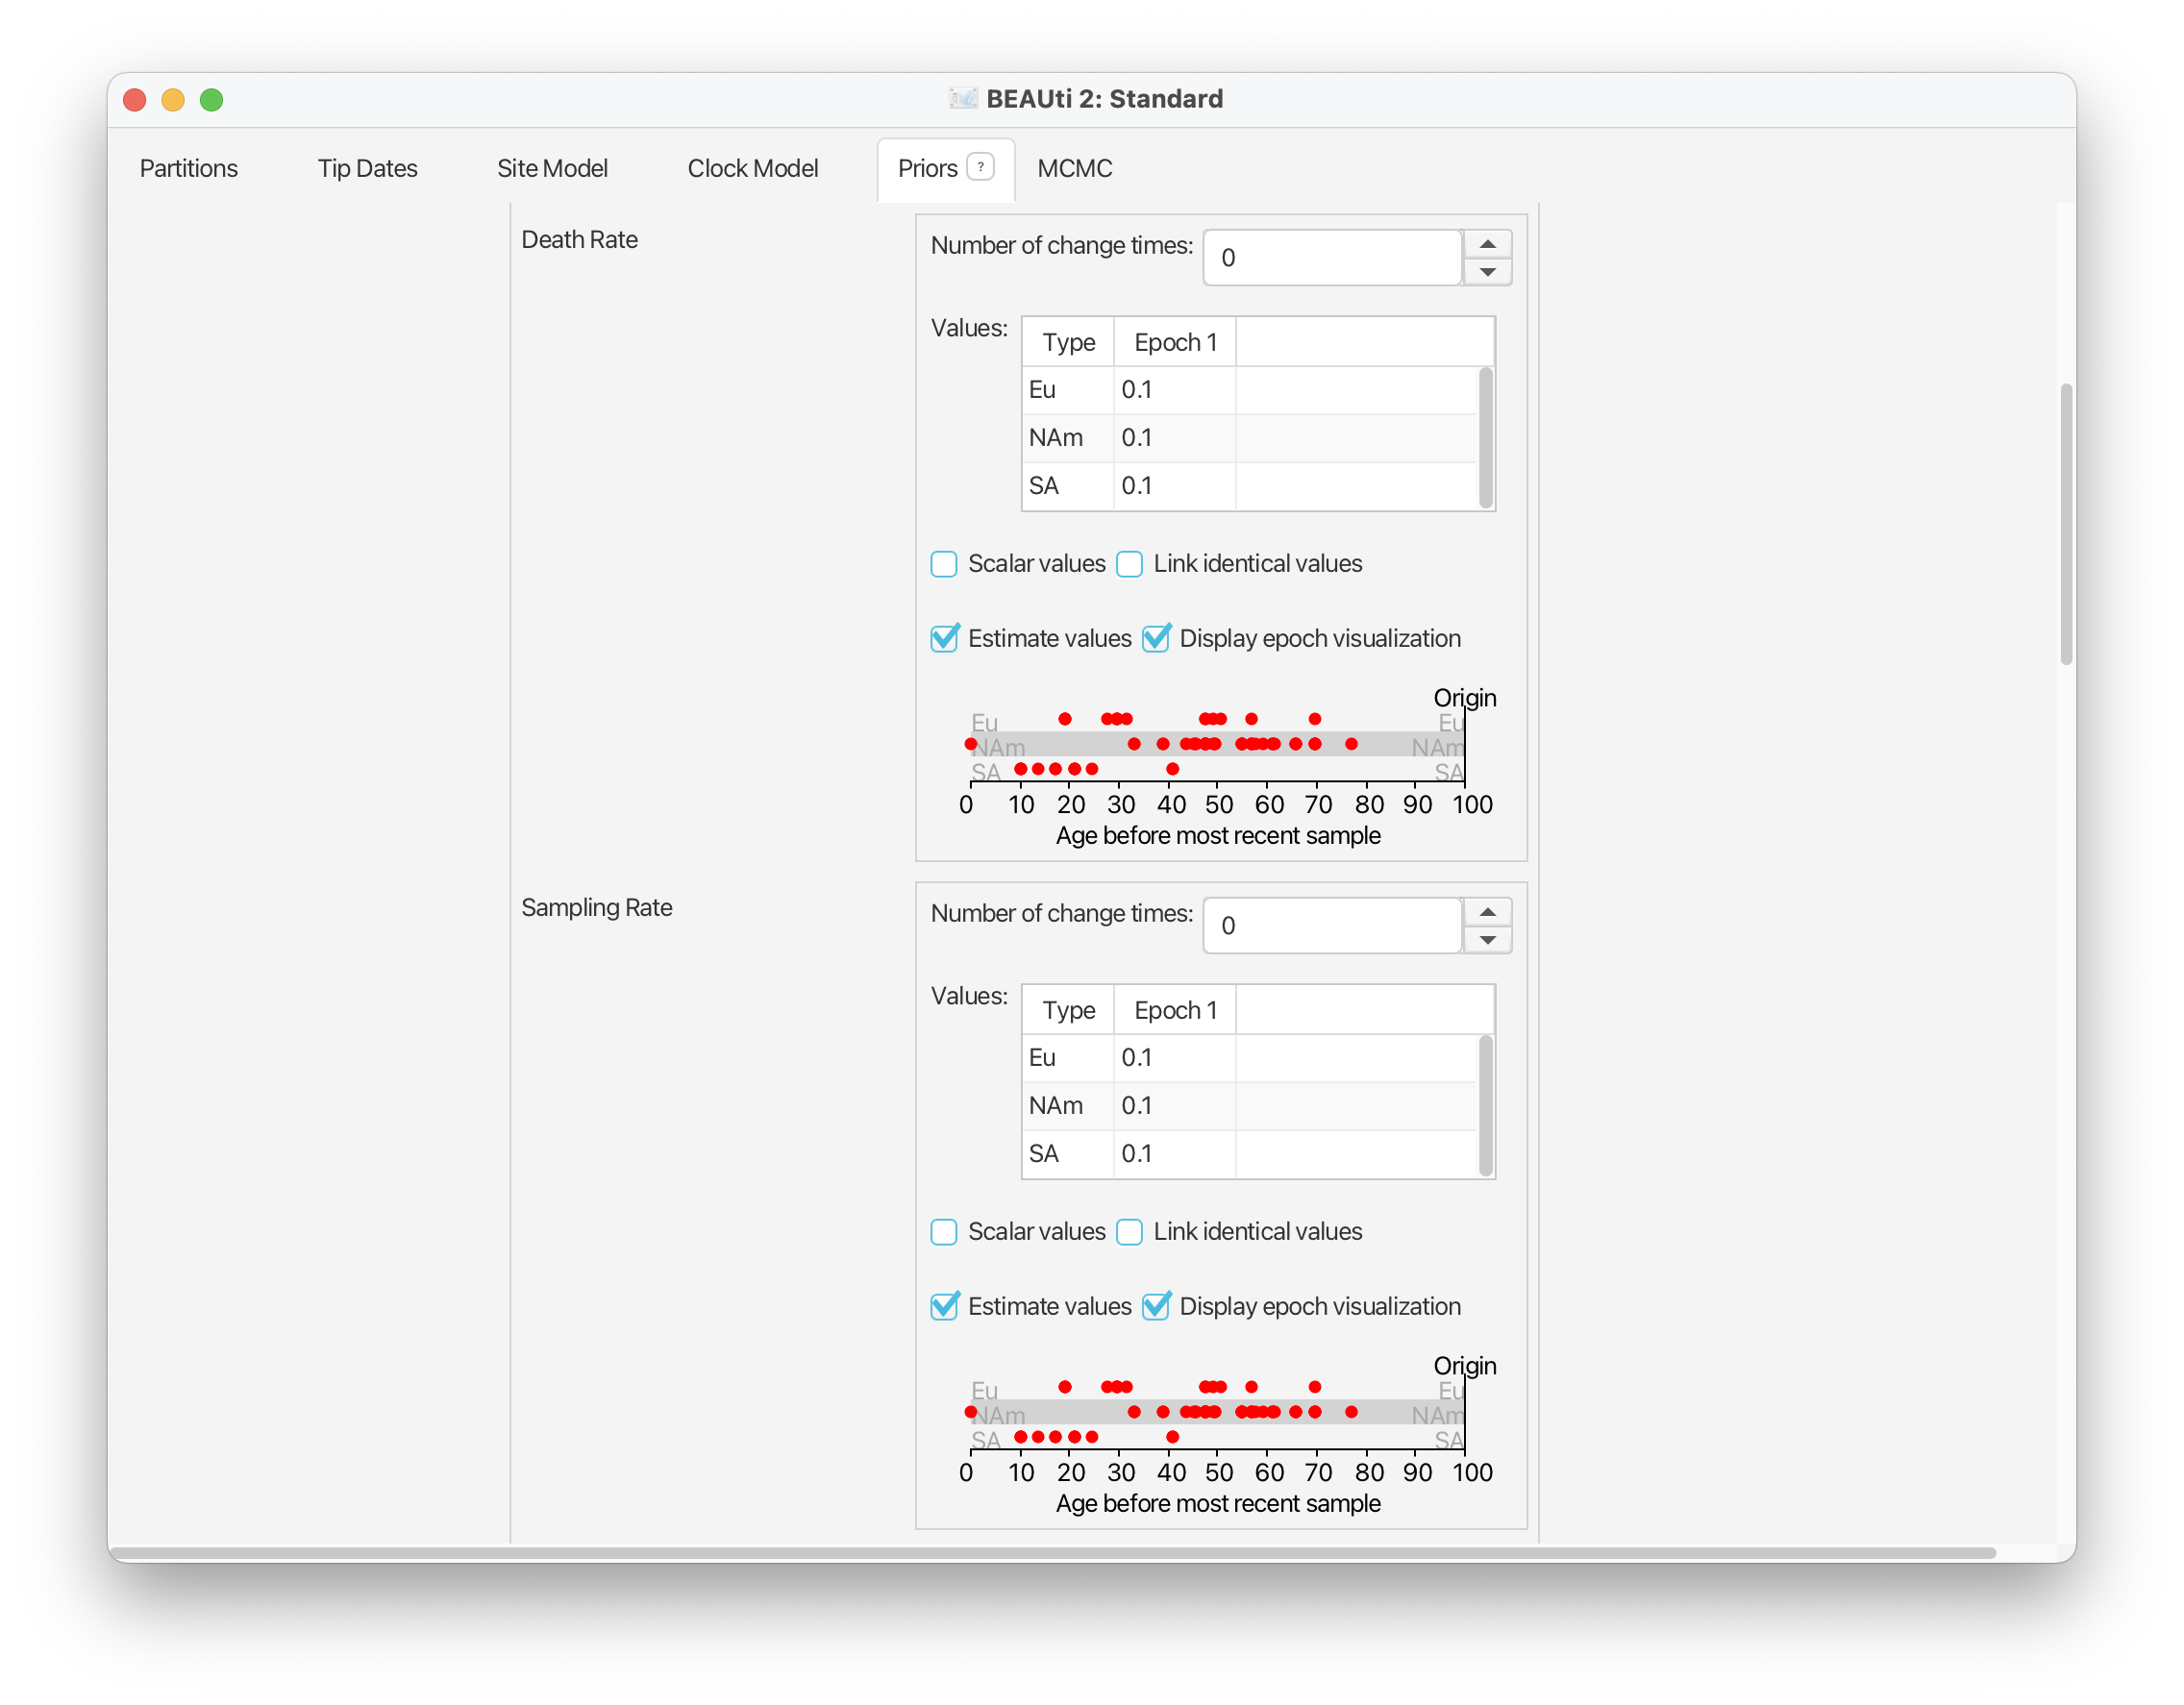 BEAUti 2: Standard
Partitions Tip Dates Site Model Clock Model Priors ? MCMC
Death Rate
Number of change times: 0
Values:
Type Epoch 1
Eu 0.1
NAm 0.1
SA 0.1
Scalar values Link identical values
Estimate values Display epoch visualization
Origin
Eu Eu
NAm NAm
SA SA
0 10 20 30 40 50 60 70 80 90 100
Age before most recent sample
Sampling Rate
Number of change times: 0
Values:
Type Epoch 1
Eu 0.1
NAm 0.1
SA 0.1
Scalar values Link identical values
Estimate values Display epoch visualization
Origin
Eu Eu
NAm NAm
SA SA
0 10 20 30 40 50 60 70 80 90 100
Age before most recent sample